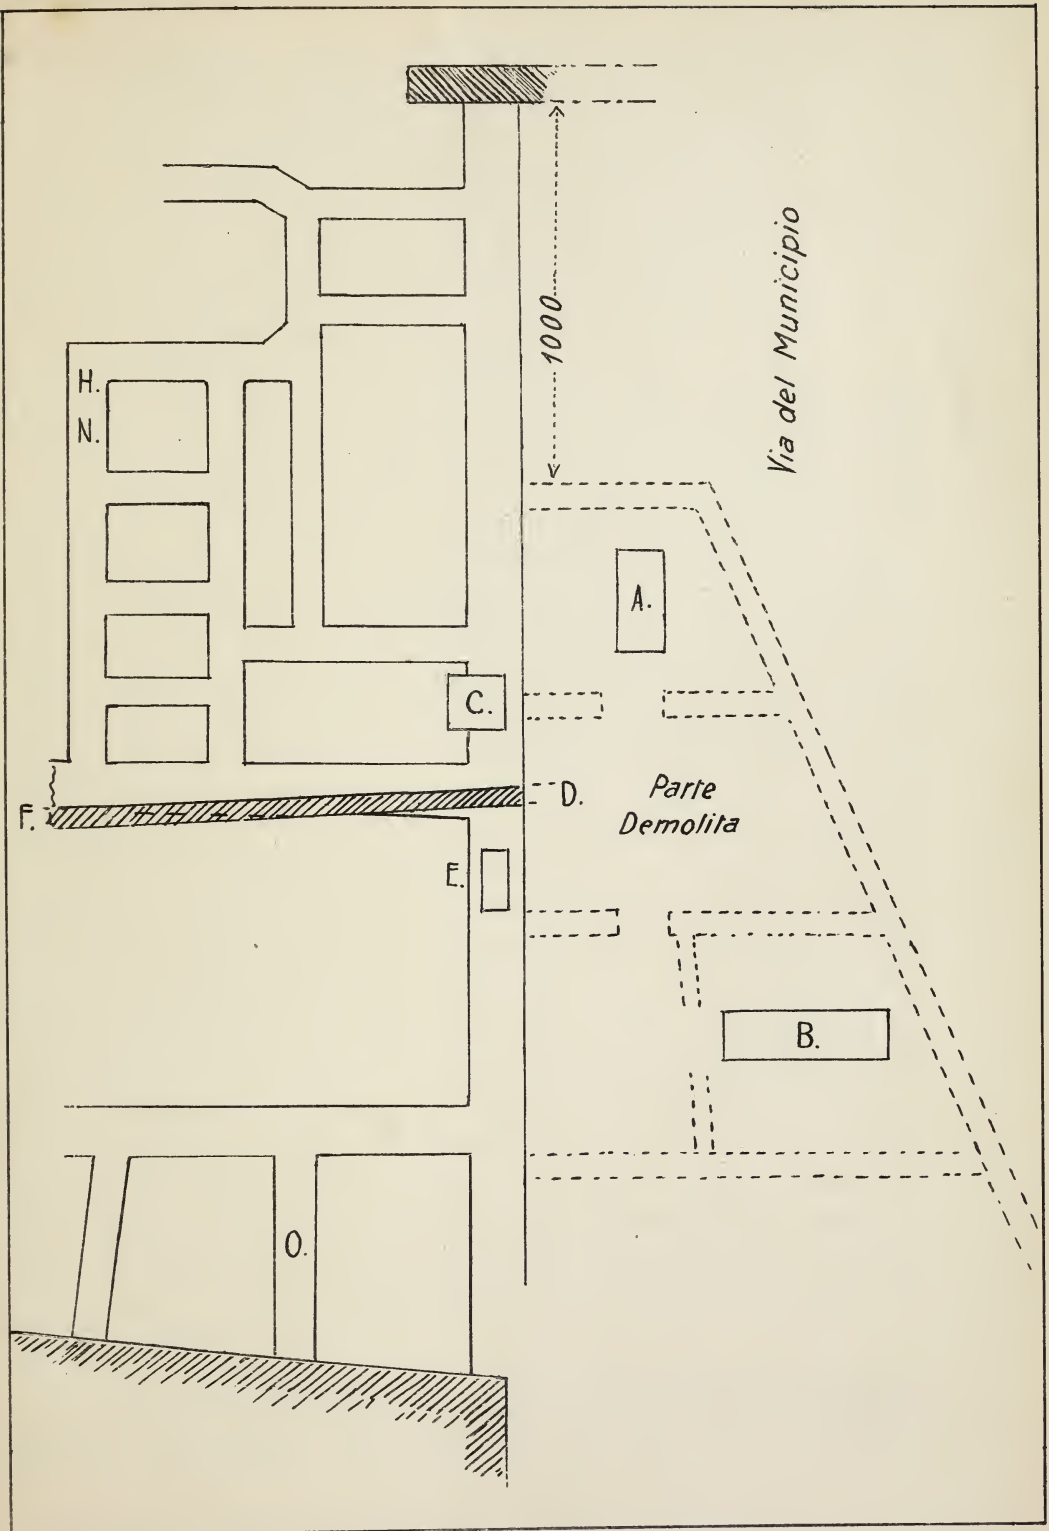 Via del Municipio
1000
H.
N.
A.
C.
D.
Parte
Demolita
F.
E.
B.
O.